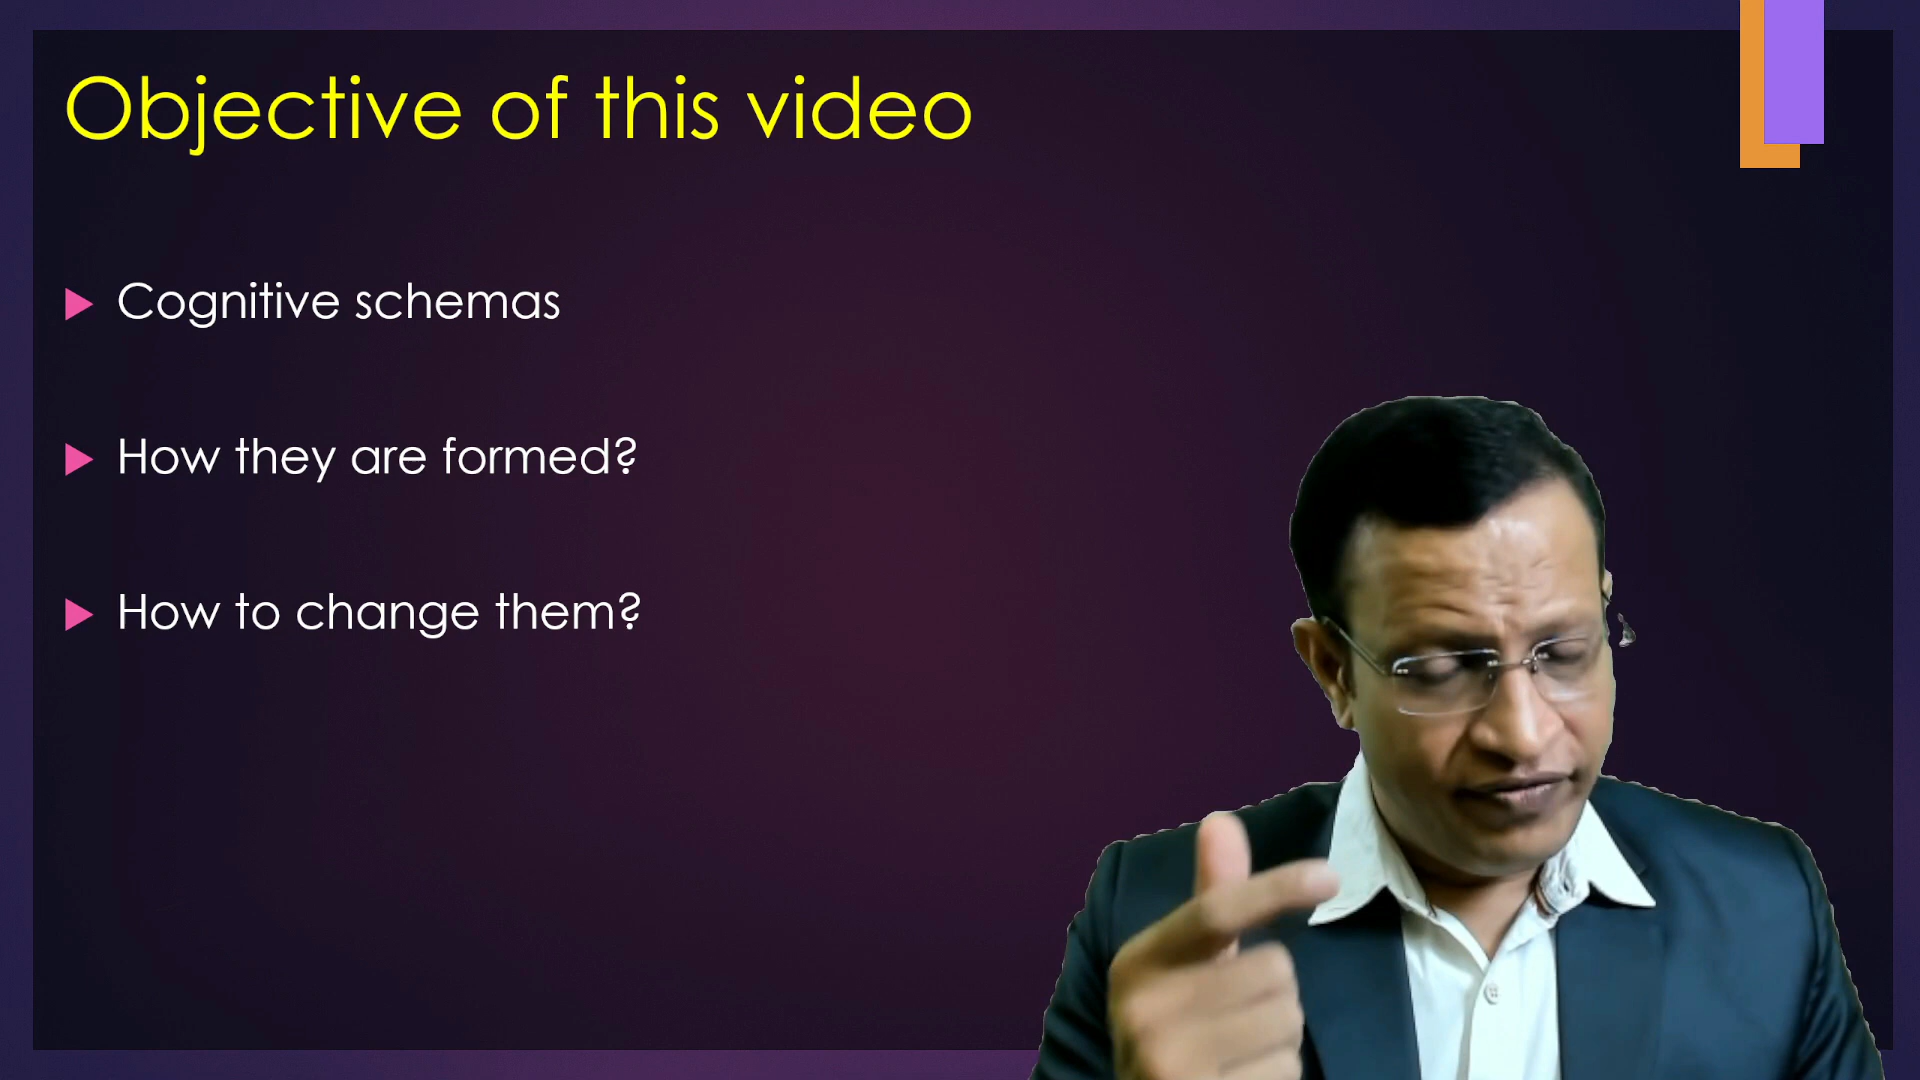 Objective of this video
Cognitive schemas
How they are formed?
How to change them?